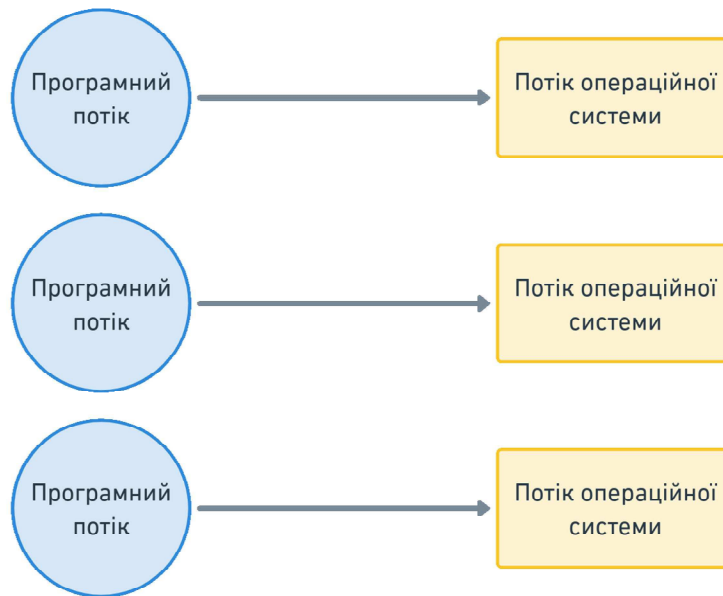 Програмний
потік
Потік операційної
системи
Програмний
потік
Потік операційної
системи
Програмний
потік
Потік операційної
системи